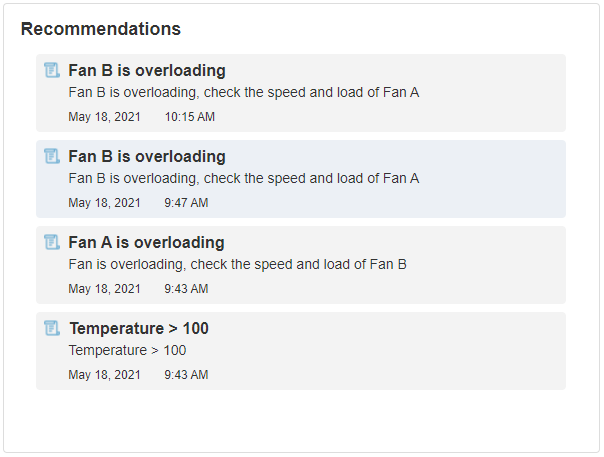 Recommendations
Fan B is overloading
Fan B is overloading, check the speed and load of Fan A
May 18, 2021 10:15 AM
Fan B is overloading
Fan B is overloading, check the speed and load of Fan A
May 18, 2021 9:47 AM
Fan A is overloading
Fan is overloading, check the speed and load of Fan B
May 18, 2021 9:43 AM
Temperature > 100
Temperature > 100
May 18, 2021 9:43 AM